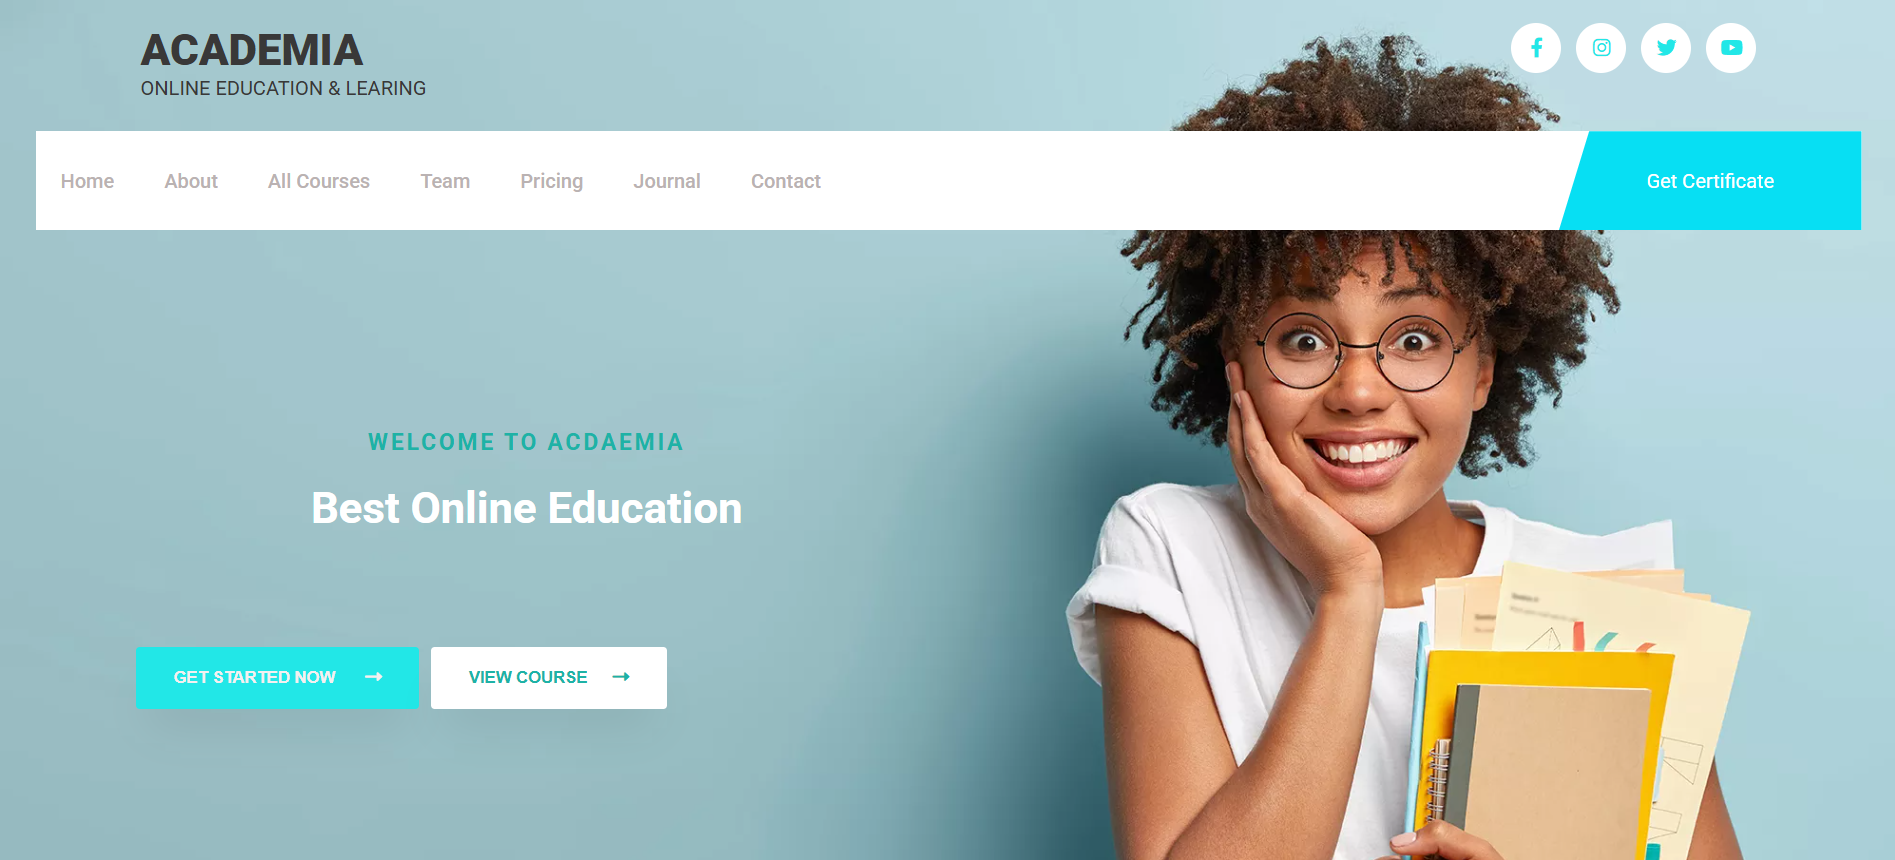 ACADEMIA
ONLINE EDUCATION & LEARING
Home About All Courses Team Pricing Journal Contact Get Certificate
WELCOME TO ACDAEMIA
Best Online Education
GET STARTED NOW VIEW COURSE